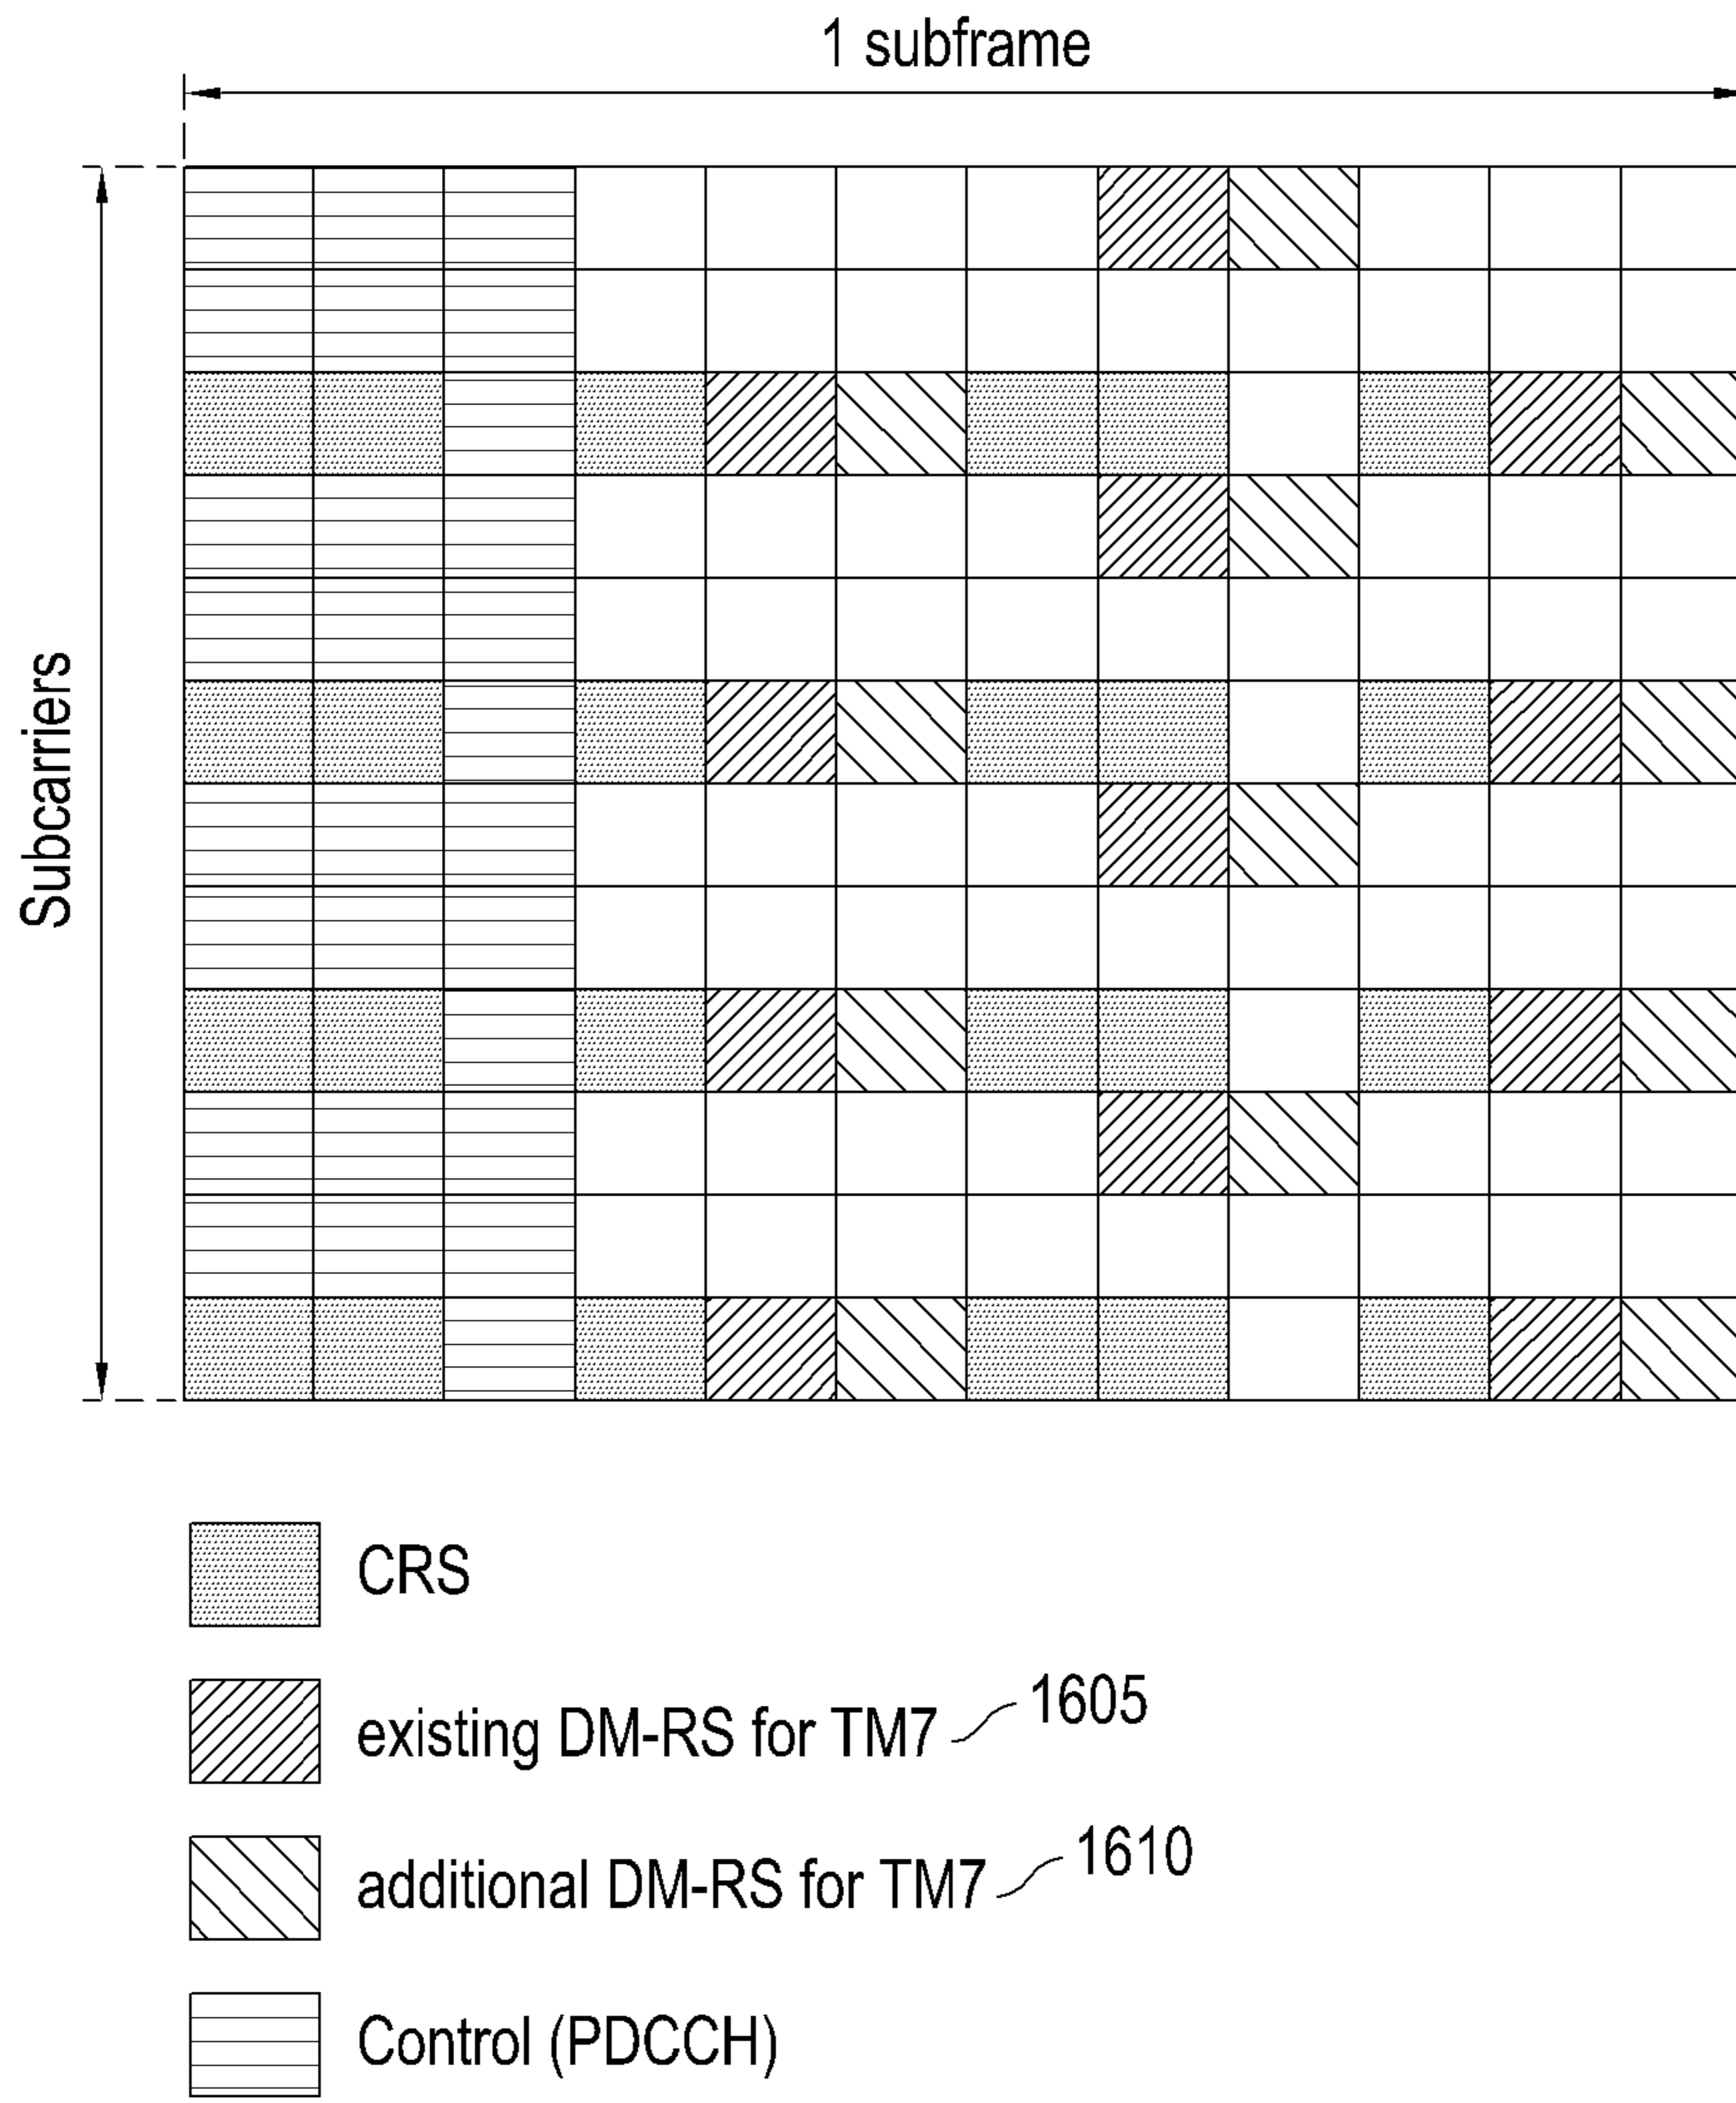 1 subframe
Subcarriers
CRS
existing DM-RS for TM7 1605
additional DM-RS for TM7 1610
Control (PDCCH)